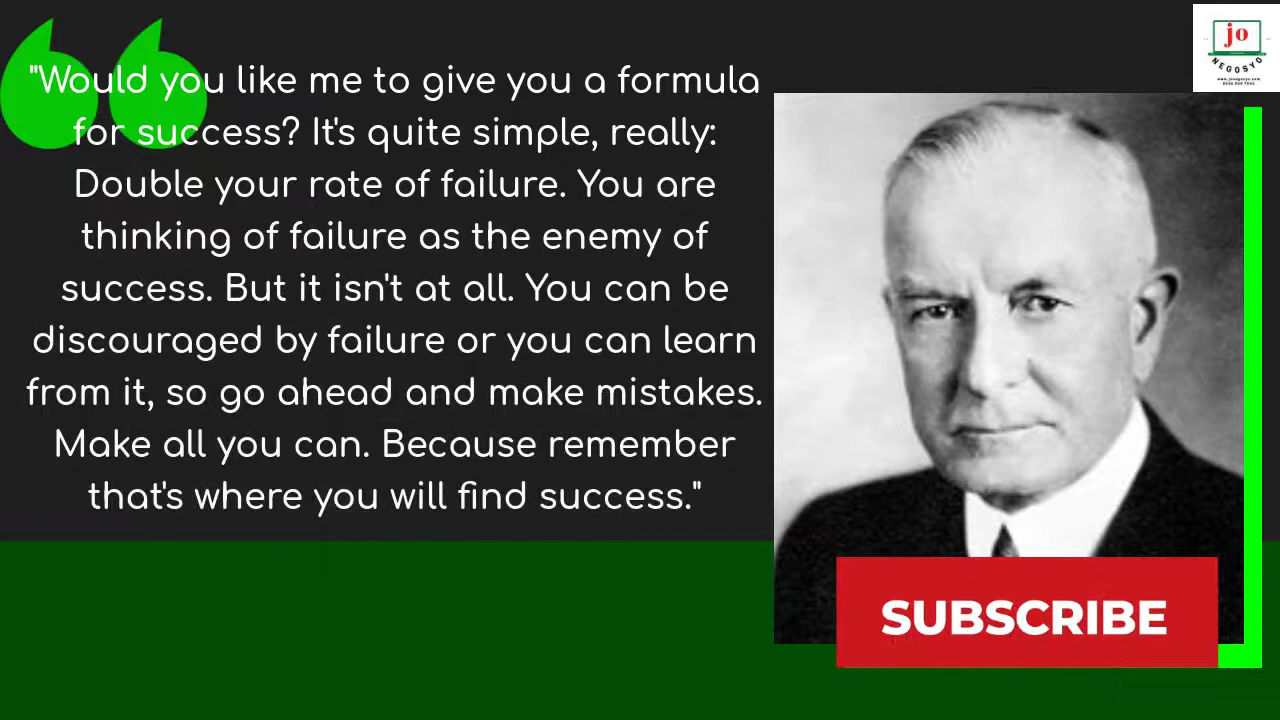 "Would you like me to give you a formula
for success? It's quite simple, really:
Double your rate of failure. You are
thinking of failure as the enemy of
success. But it isn't at all. You can be
discouraged by failure or you can learn
from it, so go ahead and make mistakes.
Make all you can. Because remember
that's where you will find success."
jo
NEGOSYO
SUBSCRIBE